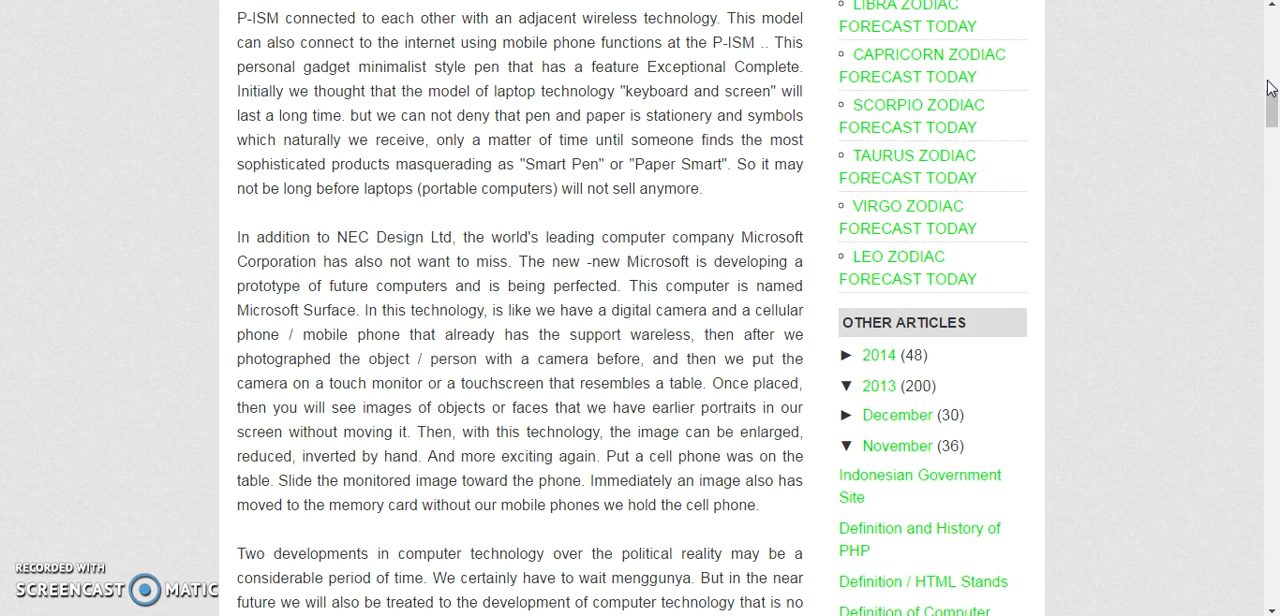 P-ISM connected to each other with an adjacent wireless technology. This model
can also connect to the internet using mobile phone functions at the P-ISM .. This
personal gadget minimalist style pen that has a feature Exceptional Complete.
Initially we thought that the model of laptop technology "keyboard and screen" will
last a long time. but we can not deny that pen and paper is stationery and symbols
which naturally we receive, only a matter of time until someone finds the most
sophisticated products masquerading as "Smart Pen" or "Paper Smart". So it may
not be long before laptops (portable computers) will not sell anymore.
In addition to NEC Design Ltd, the world's leading computer company Microsoft
Corporation has also not want to miss. The new -new Microsoft is developing a
prototype of future computers and is being perfected. This computer is named
Microsoft Surface. In this technology, is like we have a digital camera and a cellular
phone / mobile phone that already has the support wareless, then after we
photographed the object / person with a camera before, and then we put the
camera on a touch monitor or a touchscreen that resembles a table. Once placed,
then you will see images of objects or faces that we have earlier portraits in our
screen without moving it. Then, with this technology, the image can be enlarged,
reduced, inverted by hand. And more exciting again. Put a cell phone was on the
table. Slide the monitored image toward the phone. Immediately an image also has
moved to the memory card without our mobile phones we hold the cell phone.
Two developments in computer technology over the political reality may be a
considerable period of time. We certainly have to wait menggunya. But in the near
future we will also be treated to the development of computer technology that is no
LIBRA ZODIAC
FORECAST TODAY
CAPRICORN ZODIAC
FORECAST TODAY
SCORPIO ZODIAC
FORECAST TODAY
TAURUS ZODIAC
FORECAST TODAY
VIRGO ZODIAC
FORECAST TODAY
LEO ZODIAC
FORECAST TODAY
OTHER ARTICLES
► 2014 (48)
▼ 2013 (200)
► December (30)
▼ November (36)
Indonesian Government
Site
Definition and History of
PHP
Definition / HTML Stands
Definition of Computer
RECORDED WITH
SCREENCAST MATIC